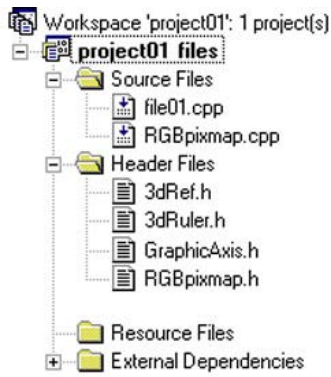 Workspace 'project01': 1 project(s)
project01 files
Source Files
file01.cpp
RGBpixmap.cpp
Header Files
3dRef.h
3dRuler.h
GraphicAxis.h
RGBpixmap.h
Resource Files
External Dependencies